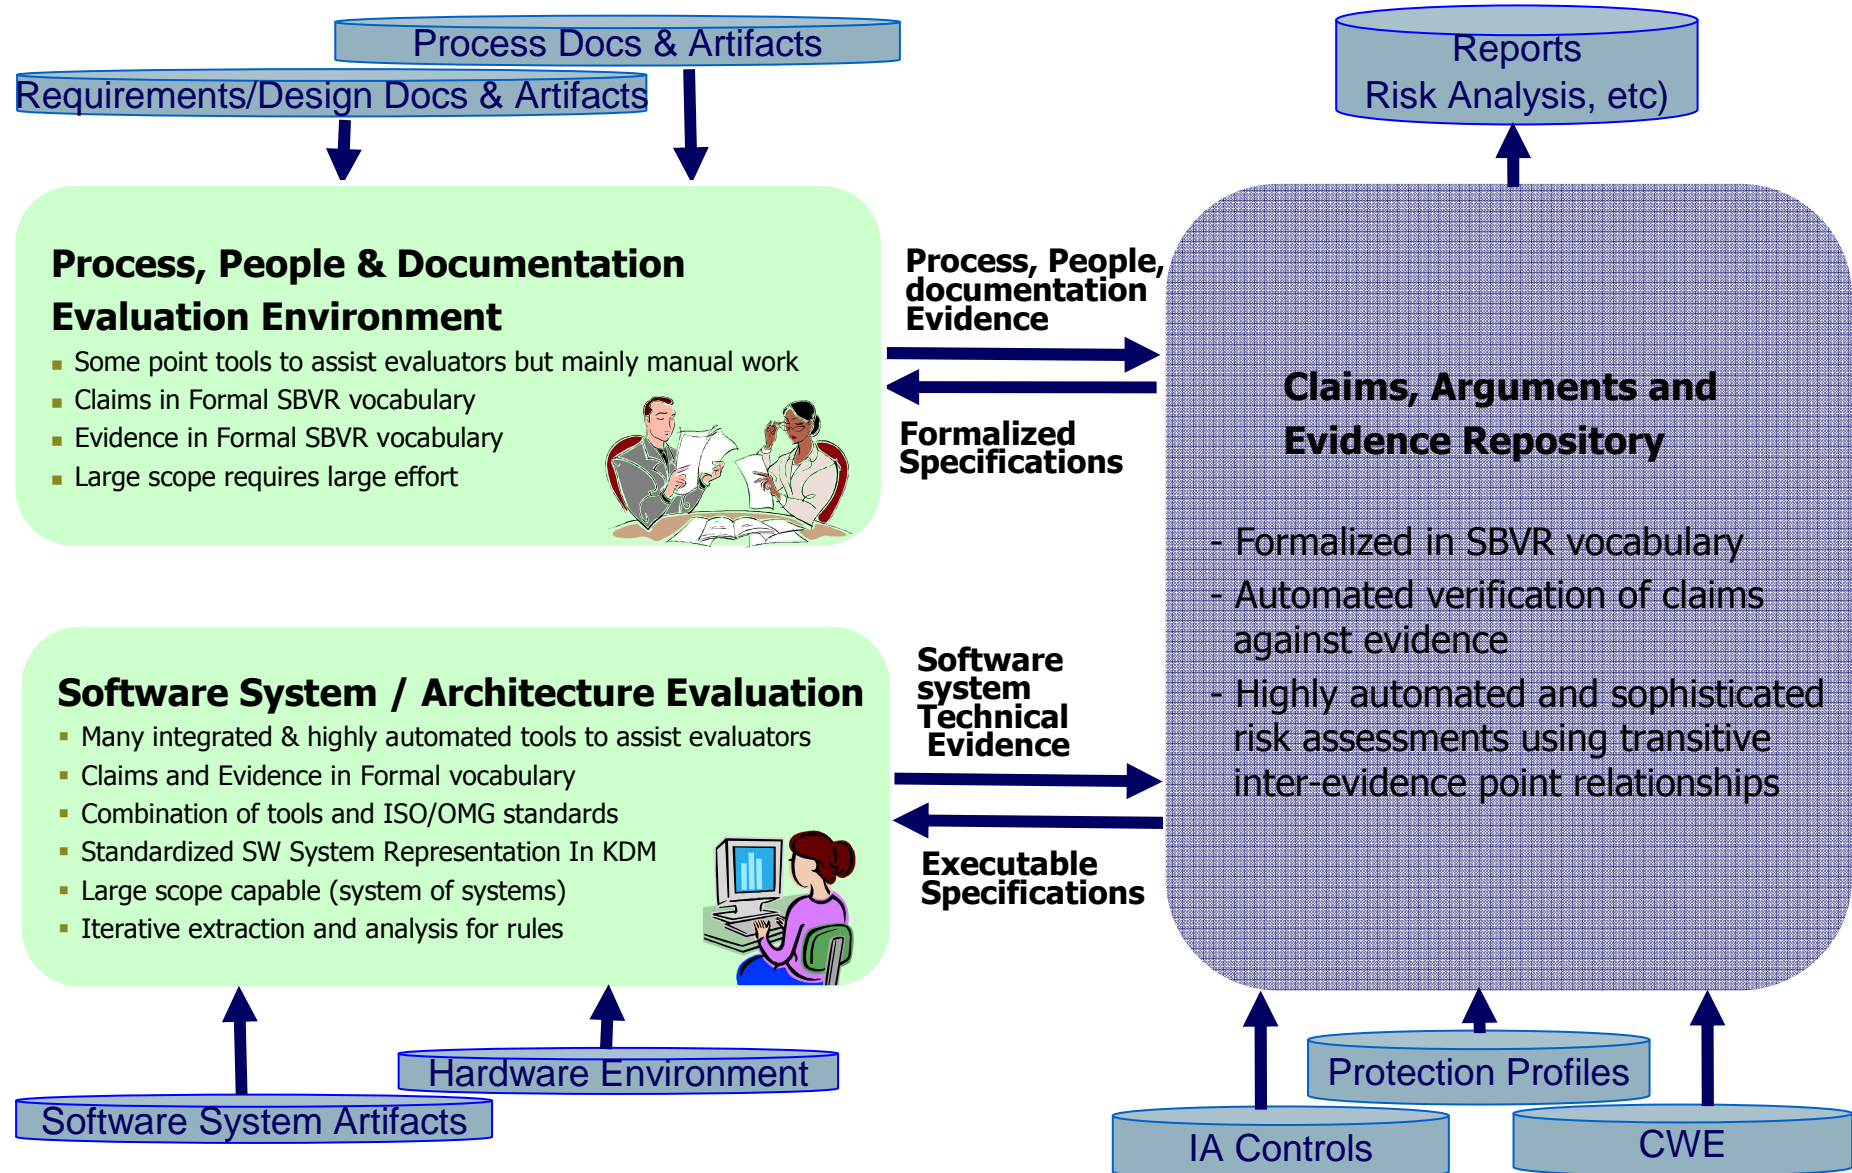 Process Docs & Artifacts
Requirements/Design Docs & Artifacts
Reports
Risk Analysis, etc)
Process, People & Documentation
Evaluation Environment
Some point tools to assist evaluators but mainly manual work
Claims in Formal SBVR vocabulary
Evidence in Formal SBVR vocabulary
Large scope requires large effort
Process, People,
documentation
Evidence
Formalized
Specifications
Claims, Arguments and
Evidence Repository
- Formalized in SBVR vocabulary
- Automated verification of claims
against evidence
- Highly automated and sophisticated
risk assessments using transitive
inter-evidence point relationships
Software System / Architecture Evaluation
Many integrated & highly automated tools to assist evaluators
Claims and Evidence in Formal vocabulary
Combination of tools and ISO/OMG standards
Standardized SW System Representation In KDM
Large scope capable (system of systems)
Iterative extraction and analysis for rules
Software
system
Technical
Evidence
Executable
Specifications
Hardware Environment
Software System Artifacts
Protection Profiles
IA Controls
CWE